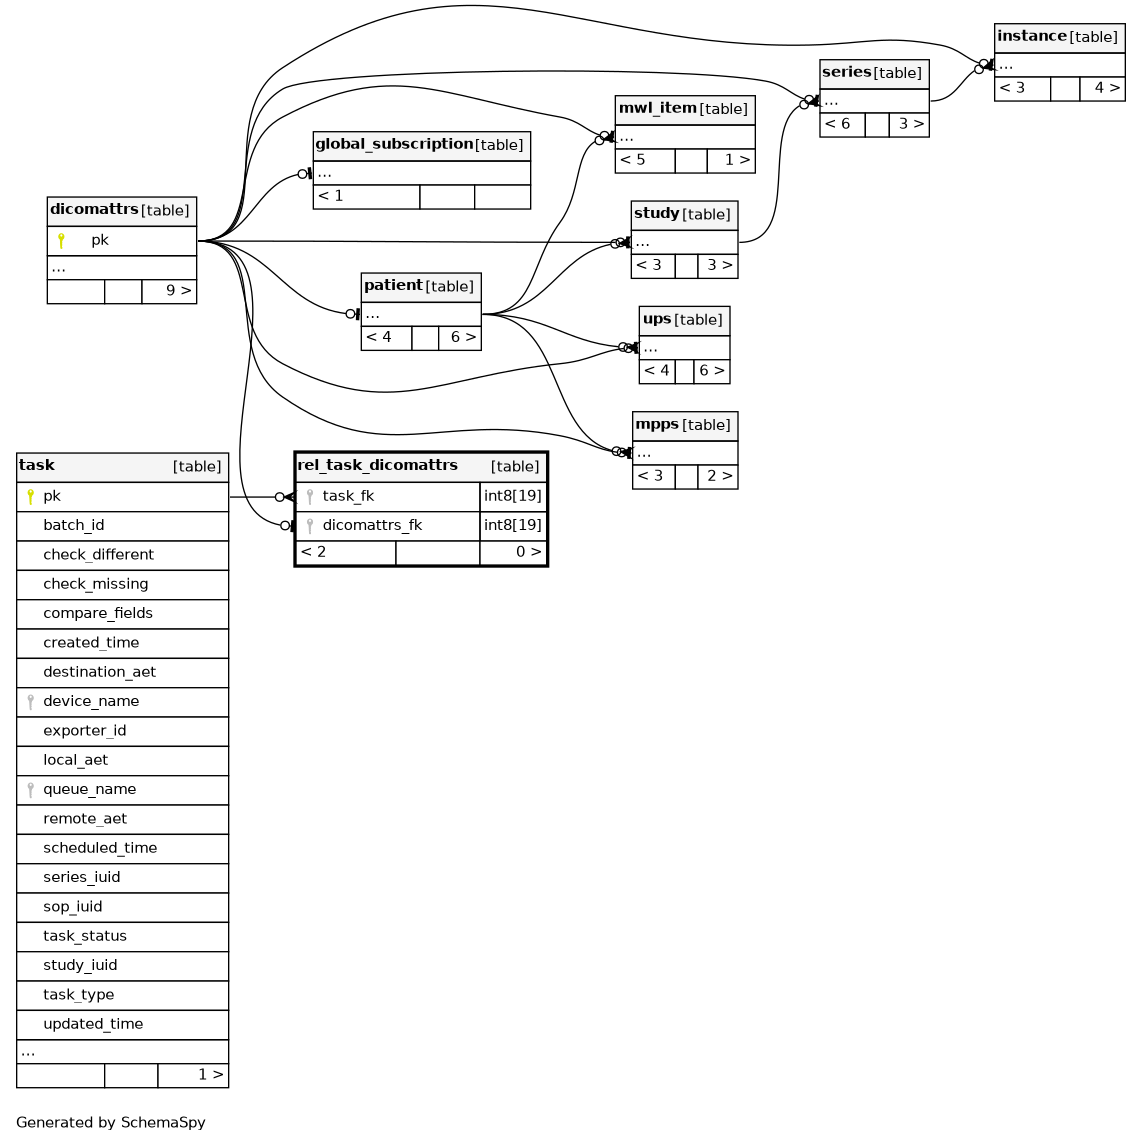 instance [table]
...
< 3 4 >
series [table]
...
< 6 3 >
mwl_item [table]
...
< 5 1 >
global_subscription [table]
...
< 1
dicomattrs [table]
pk
...
9 >
study [table]
...
< 3 3 >
patient [table]
...
< 4 6 >
ups [table]
...
< 4 6 >
mpps [table]
...
< 3 2 >
rel_task_dicomattrs [table]
task_fk int8[19]
dicomattrs_fk int8[19]
< 2 0 >
task [table]
pk
batch_id
check_different
check_missing
compare_fields
created_time
destination_aet
device_name
exporter_id
local_aet
queue_name
remote_aet
scheduled_time
series_iuid
sop_iuid
task_status
study_iuid
task_type
updated_time
...
1 >
Generated by SchemaSpy